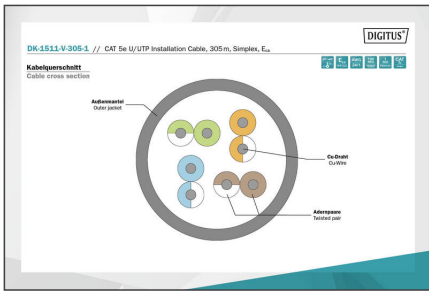 DIGITUS®
DK-1511-V-305-1 // CAT 5e U/UTP Installation Cable, 305 m, Simplex, Eca
Kabelquerschnitt
Cable cross section
Außenmantel
Outer jacket
Cu-Draht
Cu-Wire
Adernpaare
Twisted pair